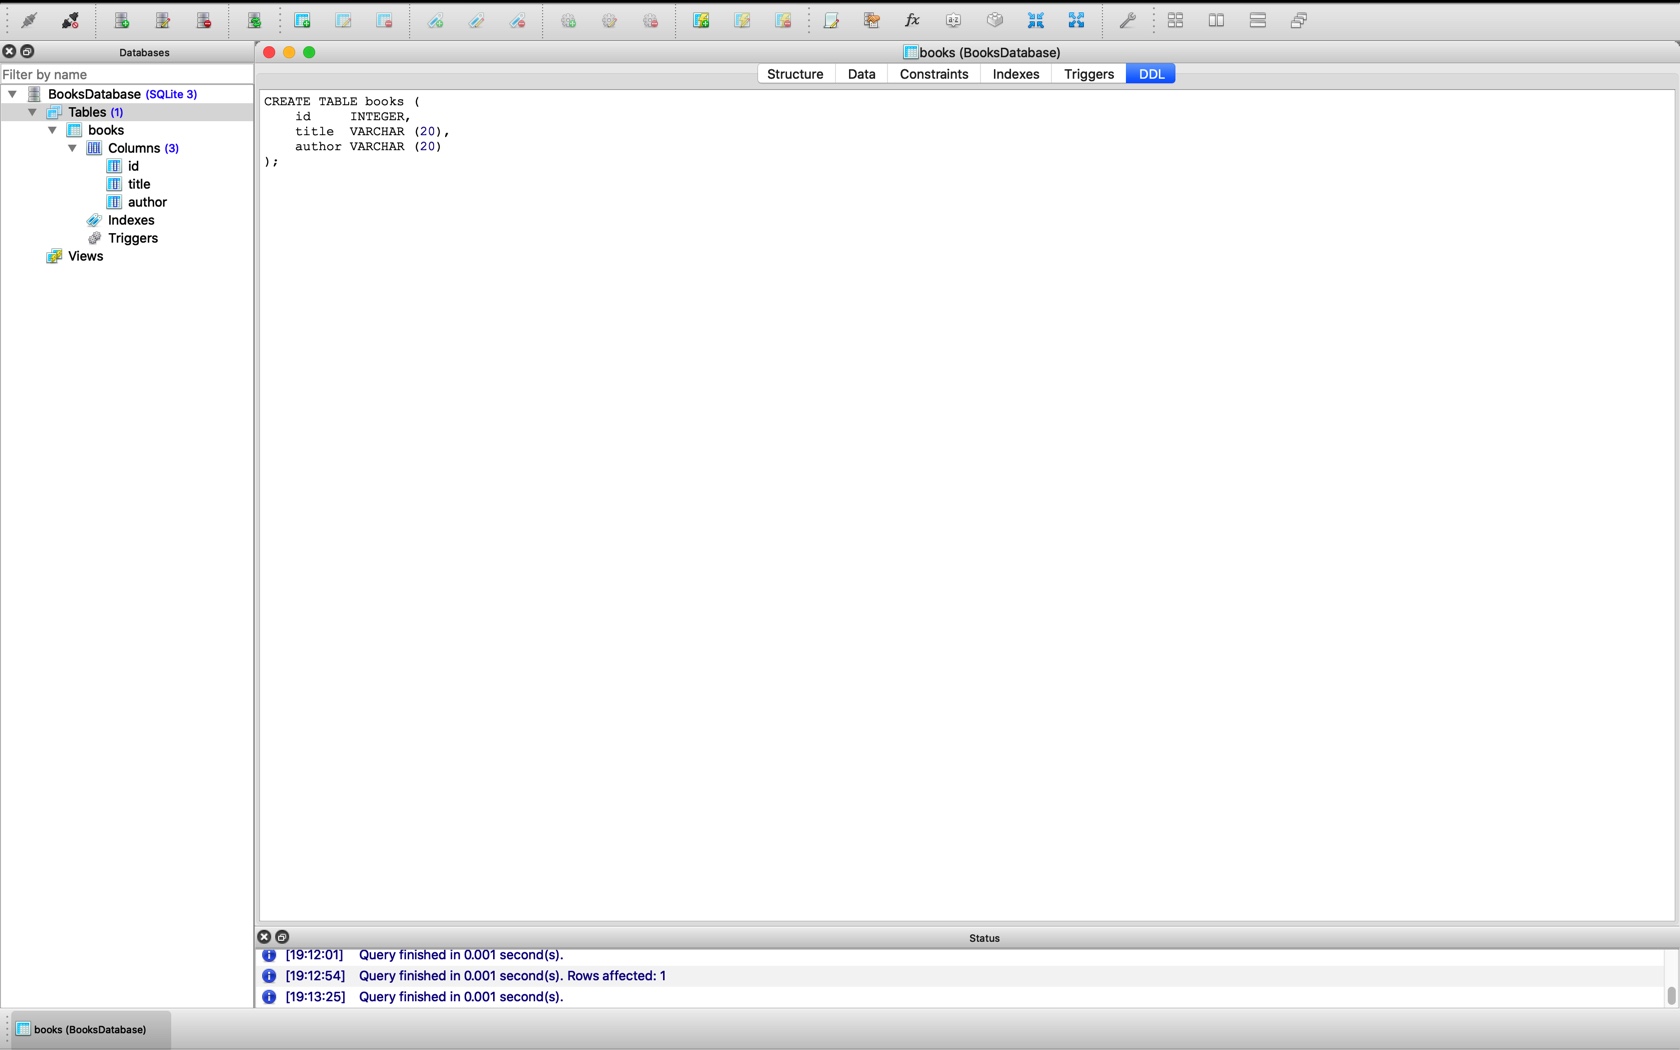 Databases
books (BooksDatabase)
Filter by name
Structure Data Constraints Indexes Triggers DDL
BooksDatabase (SQLite 3)
Tables (1)
books
Columns (3)
id
title
author
Indexes
Triggers
Views
CREATE TABLE books (
    id     INTEGER,
    title  VARCHAR (20),
    author VARCHAR (20)
);
Status
[19:12:01] Query finished in 0.001 second(s).
[19:12:54] Query finished in 0.001 second(s). Rows affected: 1
[19:13:25] Query finished in 0.001 second(s).
books (BooksDatabase)